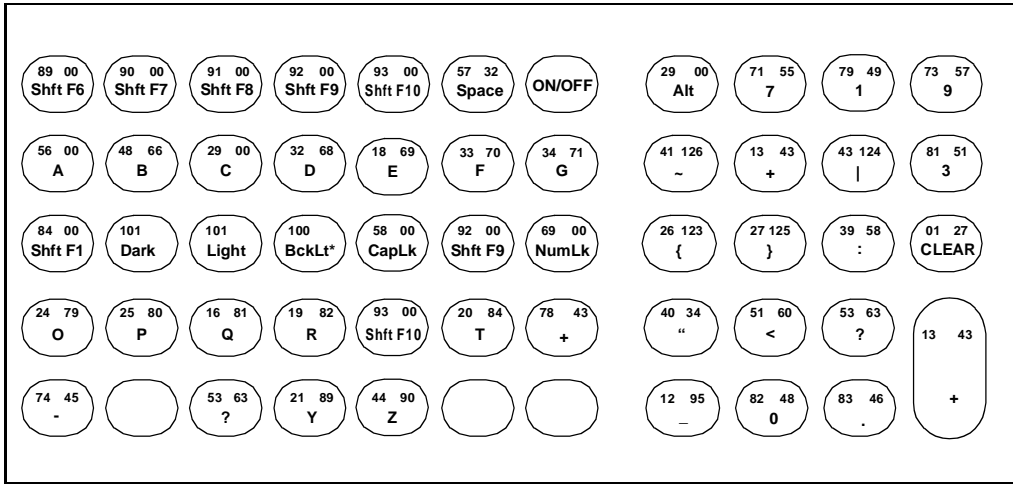 89 00 90 00 91 00 92 00 93 00 57 32 29 00 71 55 79 49 73 57
Shft F6 Shft F7 Shft F8 Shft F9 Shft F10 Space ON/OFF Alt 7 1 9
56 00 48 66 29 00 32 68 18 69 33 70 34 71 41 126 13 43 43 124 81 51
A B C D E F G ~ + | 3
84 00 101 101 100 58 00 92 00 69 00 26 123 27 125 39 58 01 27
Shft F1 Dark Light BckLt* CapLk Shft F9 NumLk { } : CLEAR
24 79 25 80 16 81 19 82 93 00 20 84 78 43 40 34 51 60 53 63 13 43
O P Q R Shft F10 T + “ < ?
74 45 53 63 21 89 44 90 12 95 82 48 83 46
- ? Y Z _ 0 . +